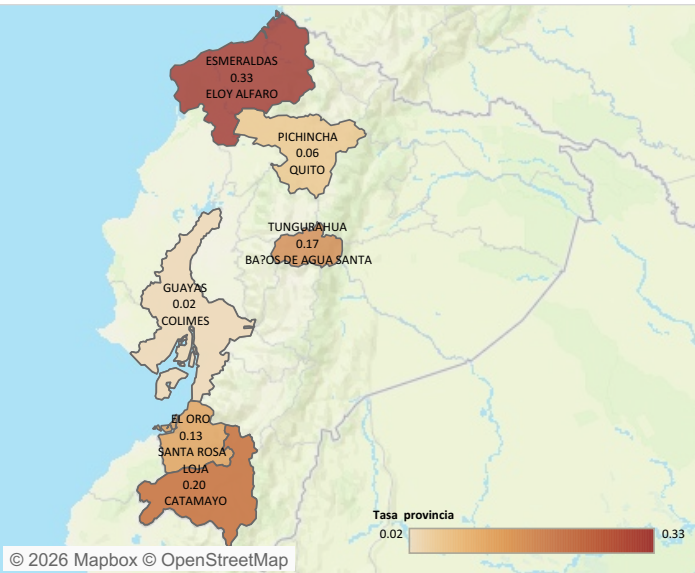 ESMERALDAS
0.33
ELOY ALFARO
PICHINCHA
0.06
QUITO
TUNGURAHUA
0.17
BA?OS DE AGUA SANTA
GUAYAS
0.02
COLIMES
EL ORO
0.13
SANTA ROSA
LOJA
0.20
CATAMAYO
Tasa provincia
0.02
0.33
© 2026 Mapbox © OpenStreetMap